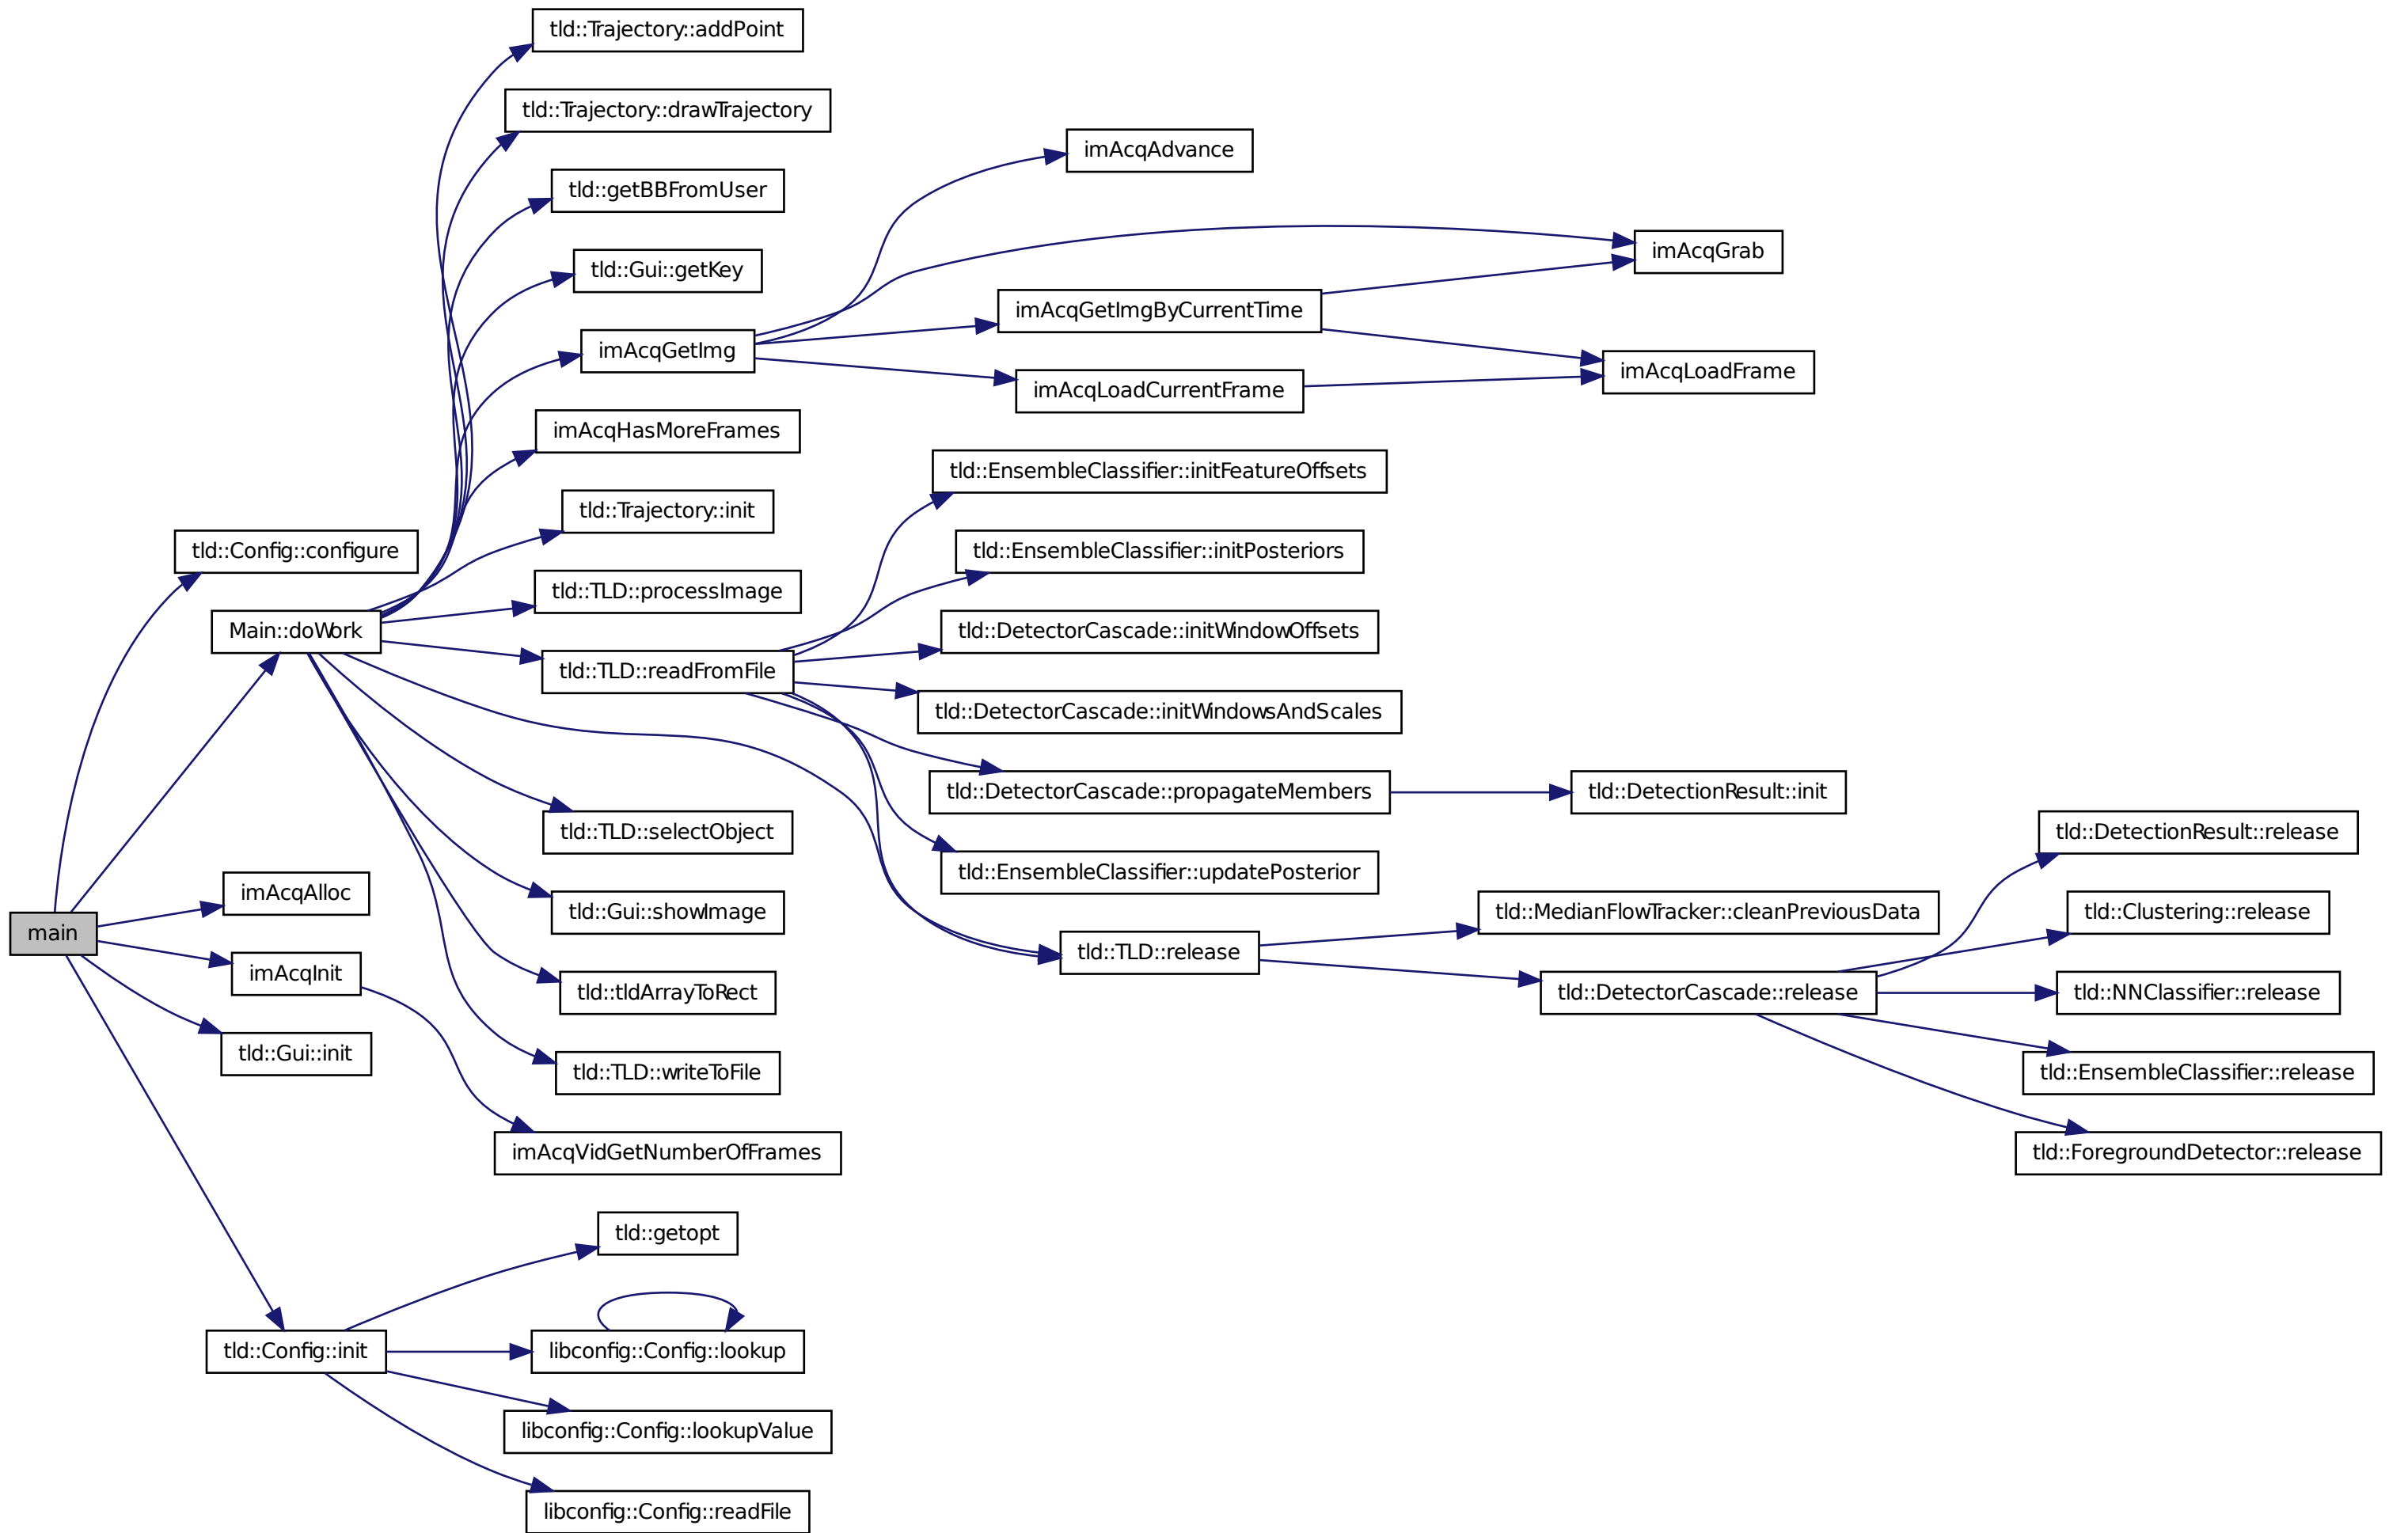 tld::Trajectory::addPoint
tld::Trajectory::drawTrajectory
imAcqAdvance
tld::getBBFromUser
imAcqGrab
tld::Gui::getKey
imAcqGetImgByCurrentTime
imAcqGetImg
imAcqLoadFrame
imAcqLoadCurrentFrame
imAcqHasMoreFrames
tld::EnsembleClassifier::initFeatureOffsets
tld::Trajectory::init
tld::Config::configure
tld::EnsembleClassifier::initPosteriors
tld::TLD::processImage
Main::doWork
tld::DetectorCascade::initWindowOffsets
tld::TLD::readFromFile
tld::DetectorCascade::initWindowsAndScales
tld::DetectorCascade::propagateMembers
tld::DetectionResult::init
tld::TLD::selectObject
tld::DetectionResult::release
tld::EnsembleClassifier::updatePosterior
imAcqAlloc
tld::Gui::showImage
tld::MedianFlowTracker::cleanPreviousData
tld::Clustering::release
main
tld::TLD::release
imAcqInit
tld::tldArrayToRect
tld::DetectorCascade::release
tld::NNClassifier::release
tld::Gui::init
tld::TLD::writeToFile
tld::EnsembleClassifier::release
imAcqVidGetNumberOfFrames
tld::ForegroundDetector::release
tld::getopt
tld::Config::init
libconfig::Config::lookup
libconfig::Config::lookupValue
libconfig::Config::readFile